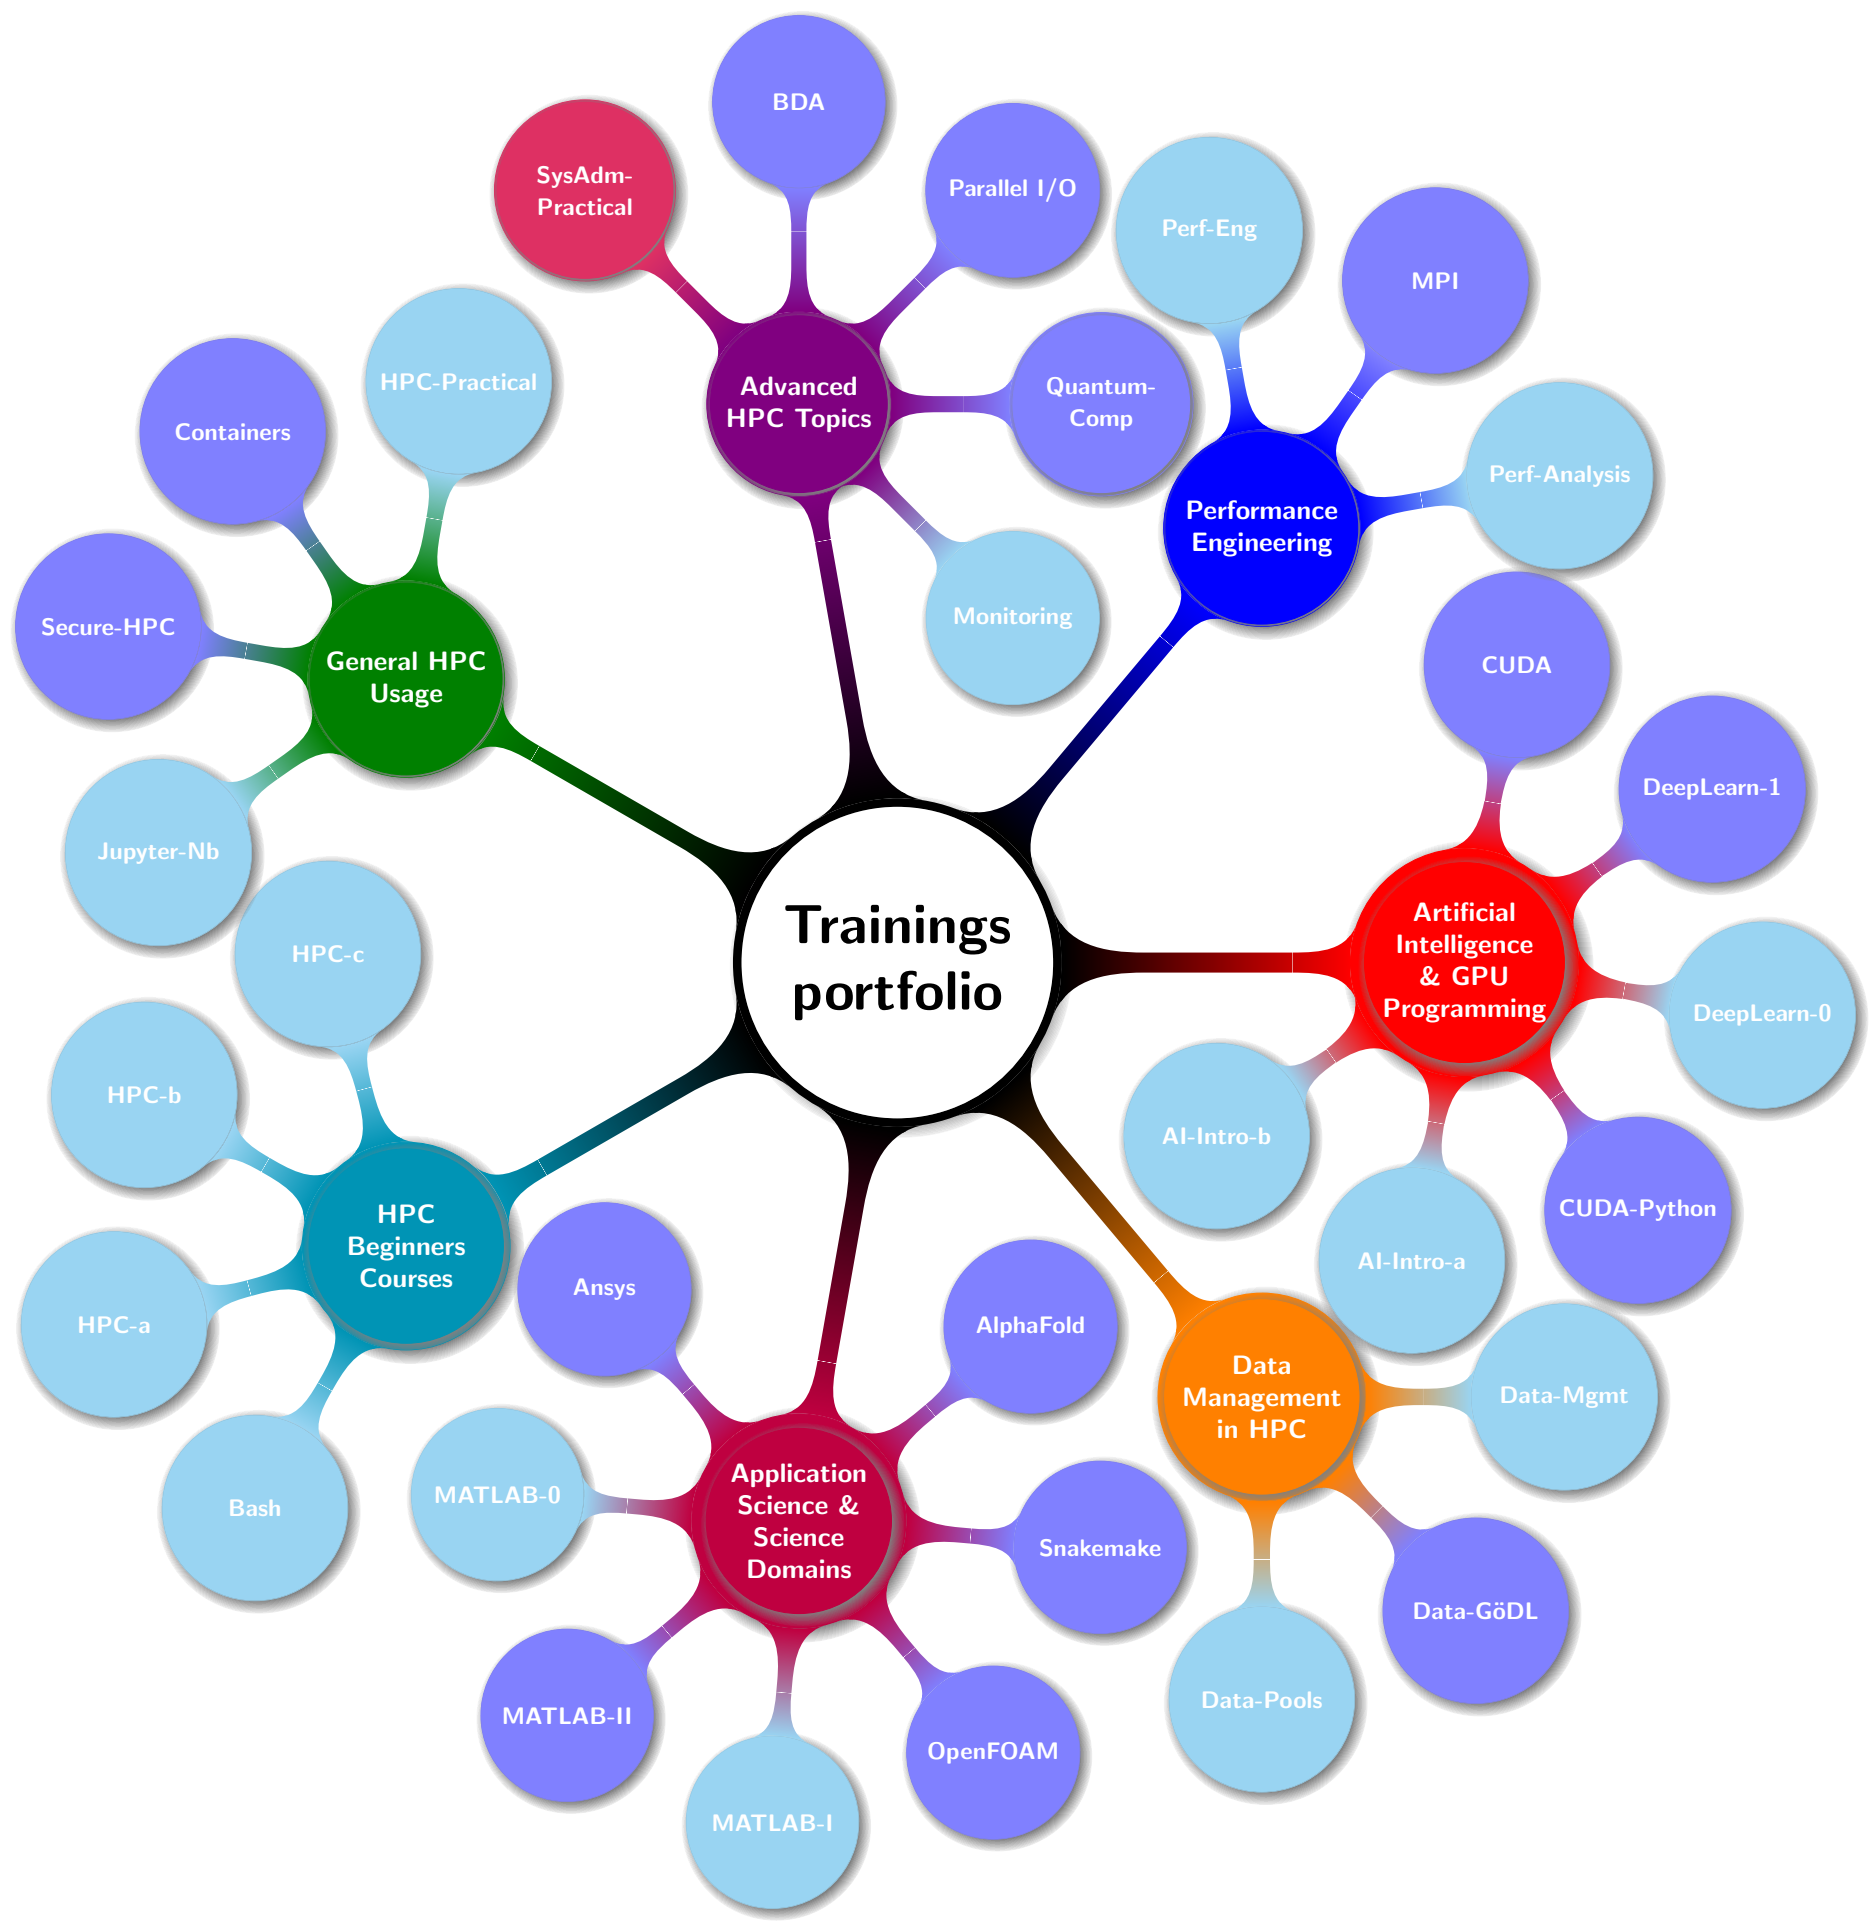 BDA
SysAdm-
Practical
Parallel I/O
Perf-Eng
MPI
HPC-Practical
Advanced
HPC Topics
Quantum-
Comp
Containers
Perf-Analysis
Performance
Engineering
Secure-HPC
Monitoring
General HPC
Usage
CUDA
DeepLearn-1
Jupyter-Nb
HPC-c
Trainings
portfolio
Artificial
Intelligence
& GPU
Programming
DeepLearn-0
HPC-b
AI-Intro-b
CUDA-Python
HPC
Beginners
Courses
AI-Intro-a
Ansys
HPC-a
AlphaFold
Data
Management
in HPC
Data-Mgmt
Bash
MATLAB-0
Application
Science &
Science
Domains
Snakemake
Data-GöDL
MATLAB-II
Data-Pools
OpenFOAM
MATLAB-I